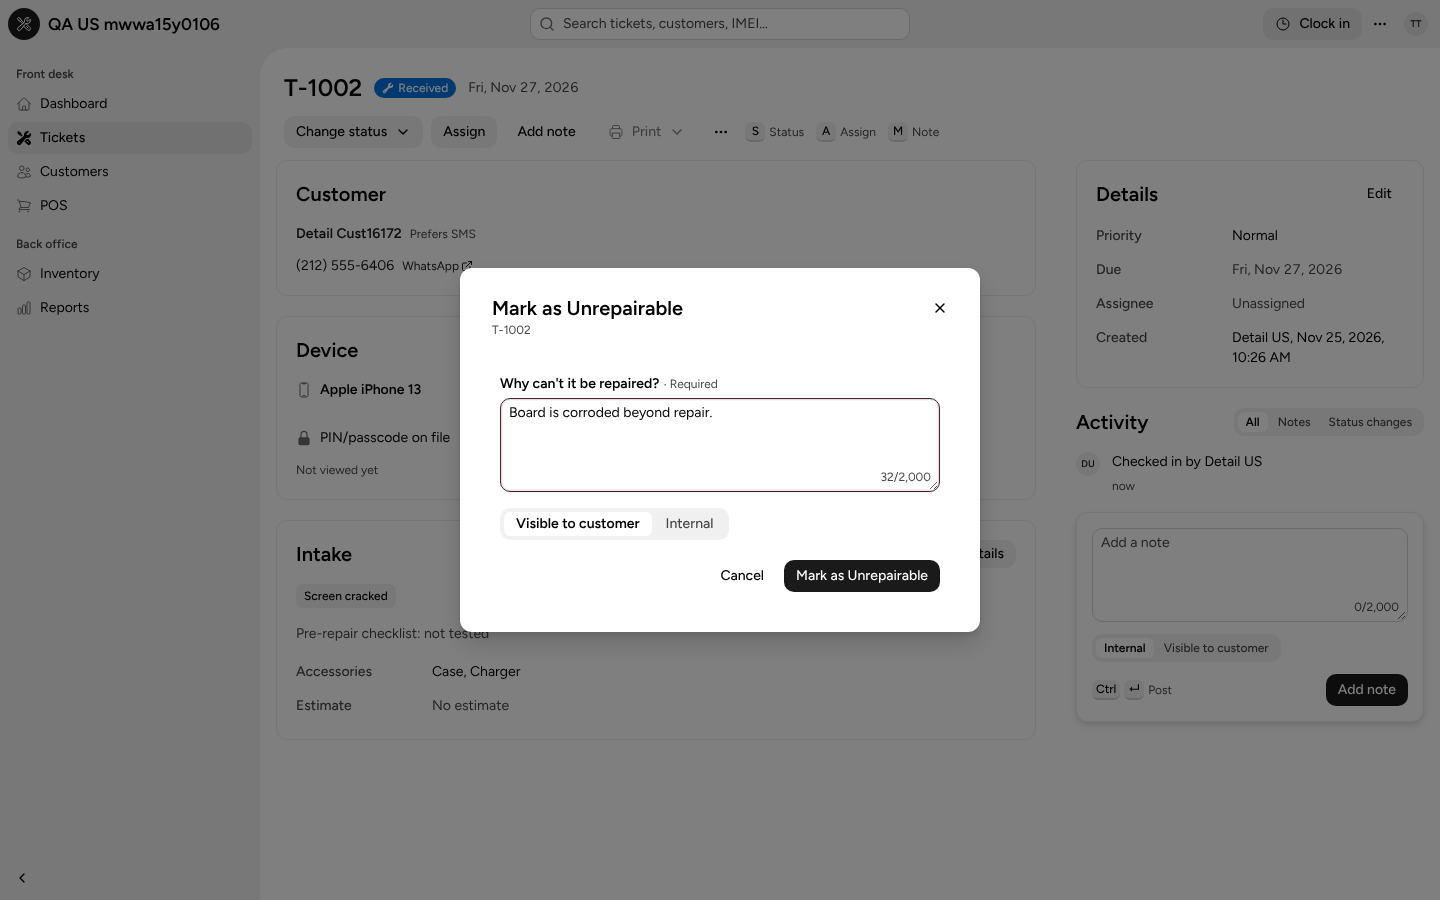 QA US mwwa15y0106
Search tickets, customers, IMEI...
Clock in
TT
Front desk
Dashboard
Tickets
Customers
POS
Back office
Inventory
Reports
T-1002
Received
Fri, Nov 27, 2026
Change status
Assign
Add note
Print
S Status
A Assign
M Note
Customer
Detail Cust16172 Prefers SMS
(212) 555-6406 WhatsApp
Device
Apple iPhone 13
PIN/passcode on file
Not viewed yet
Intake
tails
Screen cracked
Pre-repair checklist: not tested
Accessories Case, Charger
Estimate No estimate
Mark as Unrepairable
T-1002
Why can't it be repaired? · Required
Board is corroded beyond repair.
32/2,000
Visible to customer Internal
Cancel Mark as Unrepairable
Details Edit
Priority Normal
Due Fri, Nov 27, 2026
Assignee Unassigned
Created Detail US, Nov 25, 2026,
10:26 AM
Activity All Notes Status changes
DU Checked in by Detail US
now
Add a note
0/2,000
Internal Visible to customer
Ctrl ↵ Post Add note